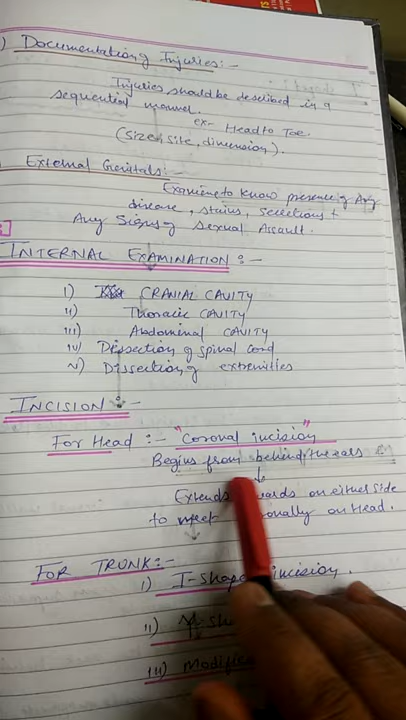 ) Documentation of Injuries:-
Injuries should be described in a
sequential manner.
ex- Head to Toe.
(size, site, dimension).
External Genitals:-
Examine to know presence of Any
disease, stains, secretions +
Any Signs of Sexual Assault.
INTERNAL EXAMINATION :-
i) CRANIAL CAVITY
ii) Thoracic CAVITY
iii) Abdominal CAVITY
iv) Dissection of spinal cord
v) Dissection of extremities
INCISION :-
For Head :- "Coronal incision"
Begins from behind the ears
Extends on either side
to meet on Head.
FOR TRUNK:-
i) I-shape incision.
ii)
iii)